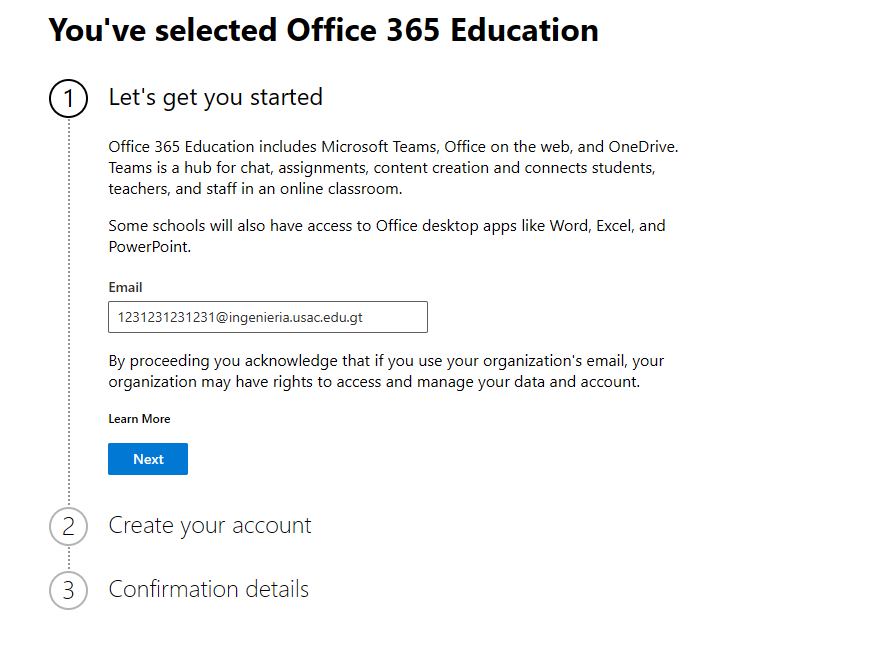 You've selected Office 365 Education
1 Let's get you started
Office 365 Education includes Microsoft Teams, Office on the web, and OneDrive.
Teams is a hub for chat, assignments, content creation and connects students,
teachers, and staff in an online classroom.
Some schools will also have access to Office desktop apps like Word, Excel, and
PowerPoint.
Email
1231231231231@ingenieria.usac.edu.gt
By proceeding you acknowledge that if you use your organization's email, your
organization may have rights to access and manage your data and account.
Learn More
Next
2 Create your account
3 Confirmation details